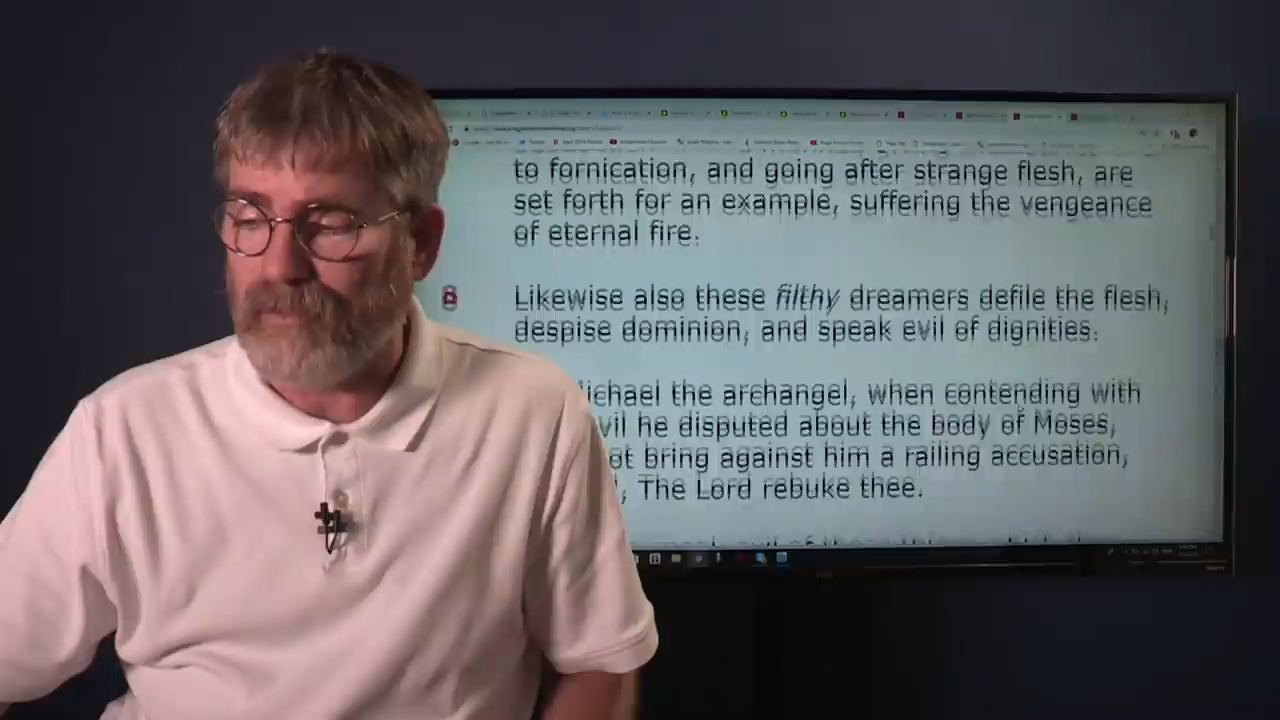 to fornication, and going after strange flesh, are
set forth for an example, suffering the vengeance
of eternal fire.
Likewise also these filthy dreamers defile the flesh,
despise dominion, and speak evil of dignities.
ichael the archangel, when contending with
vil he disputed about the body of Moses,
ot bring against him a railing accusation,
, The Lord rebuke thee.